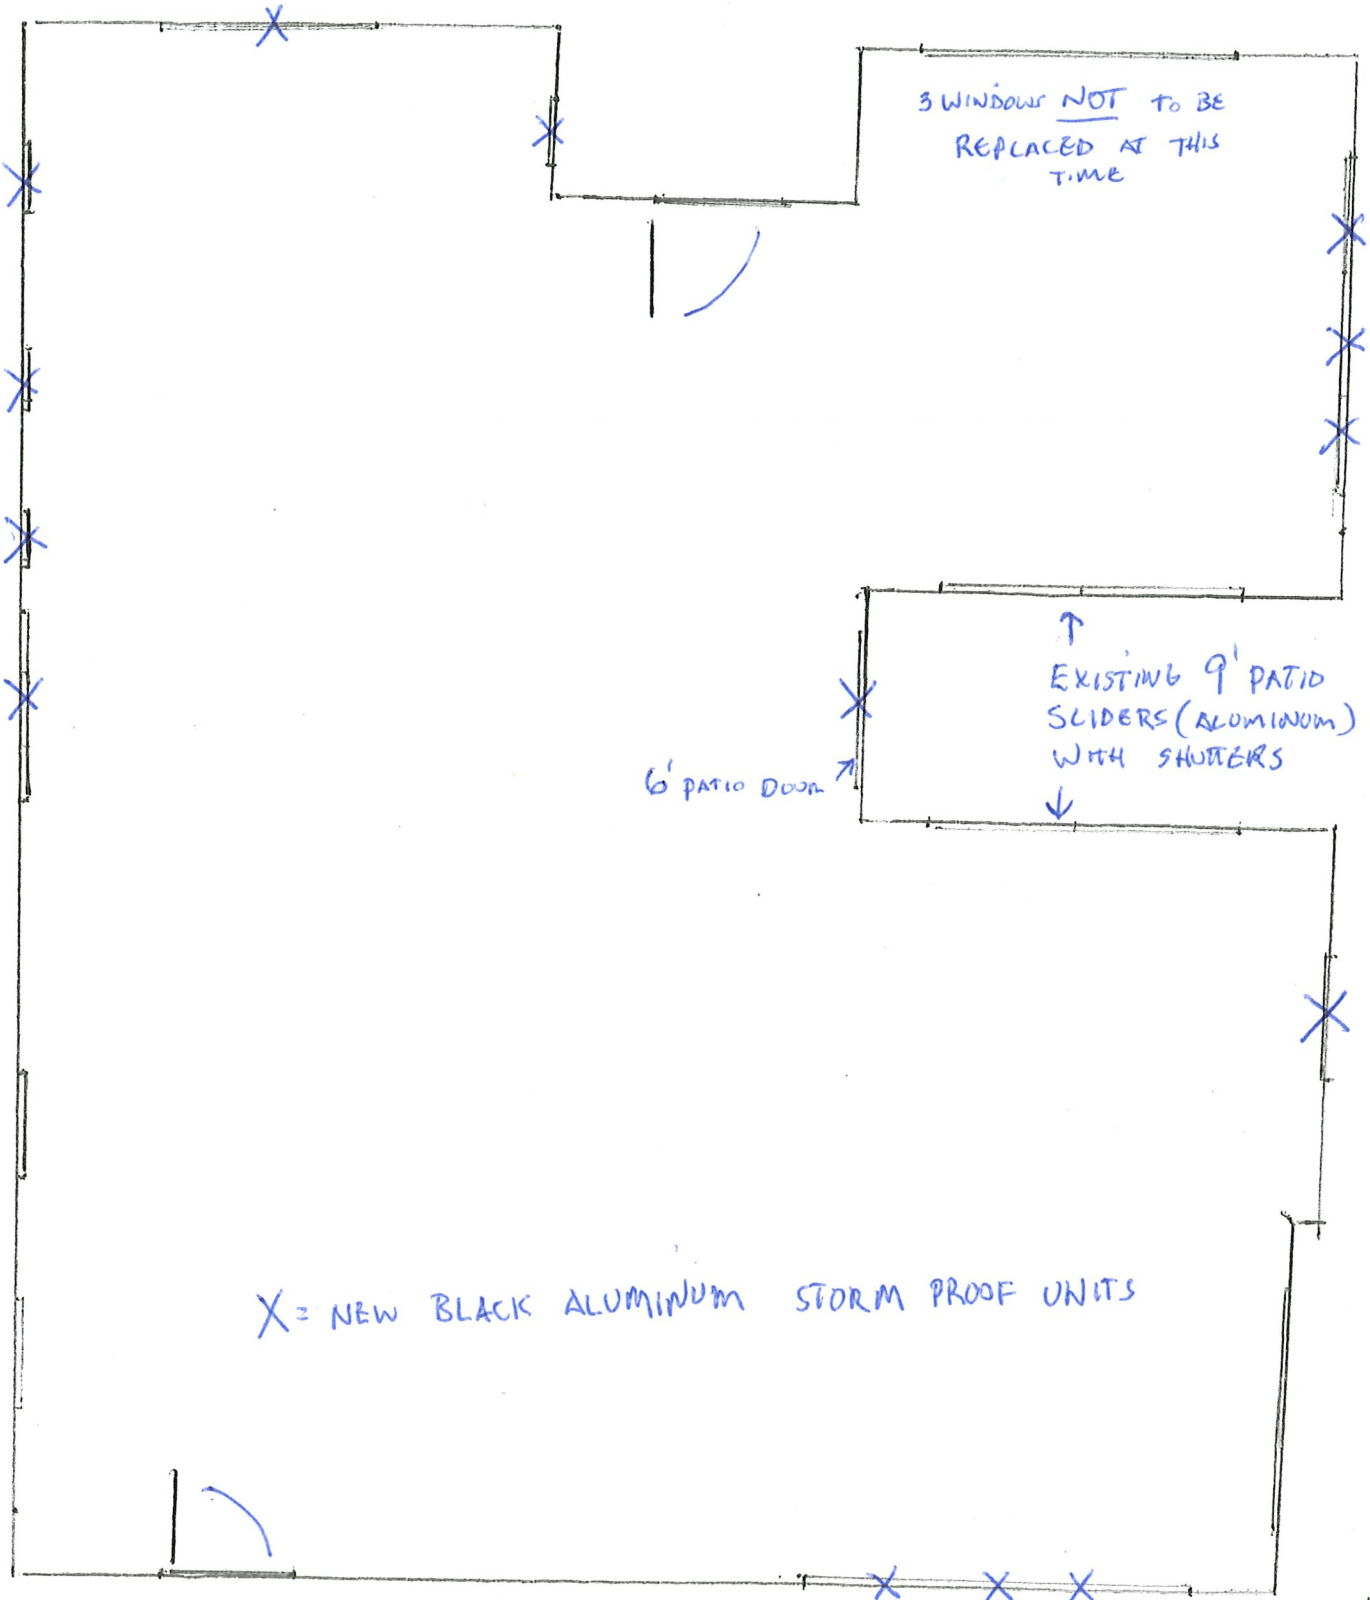 3 WINDOWS NOT TO BE
REPLACED AT THIS
TIME
EXISTING 9' PATIO
SLIDERS (ALUMINUM)
WITH SHUTTERS
6' PATIO DOOR
X = NEW BLACK ALUMINUM STORM PROOF UNITS